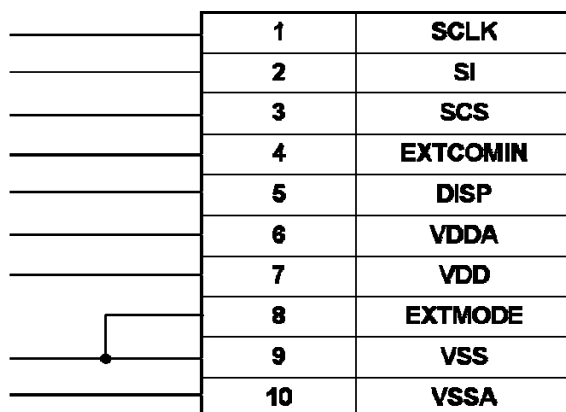 1 SCLK
2 SI
3 SCS
4 EXTCOMIN
5 DISP
6 VDDA
7 VDD
8 EXTMODE
9 VSS
10 VSSA